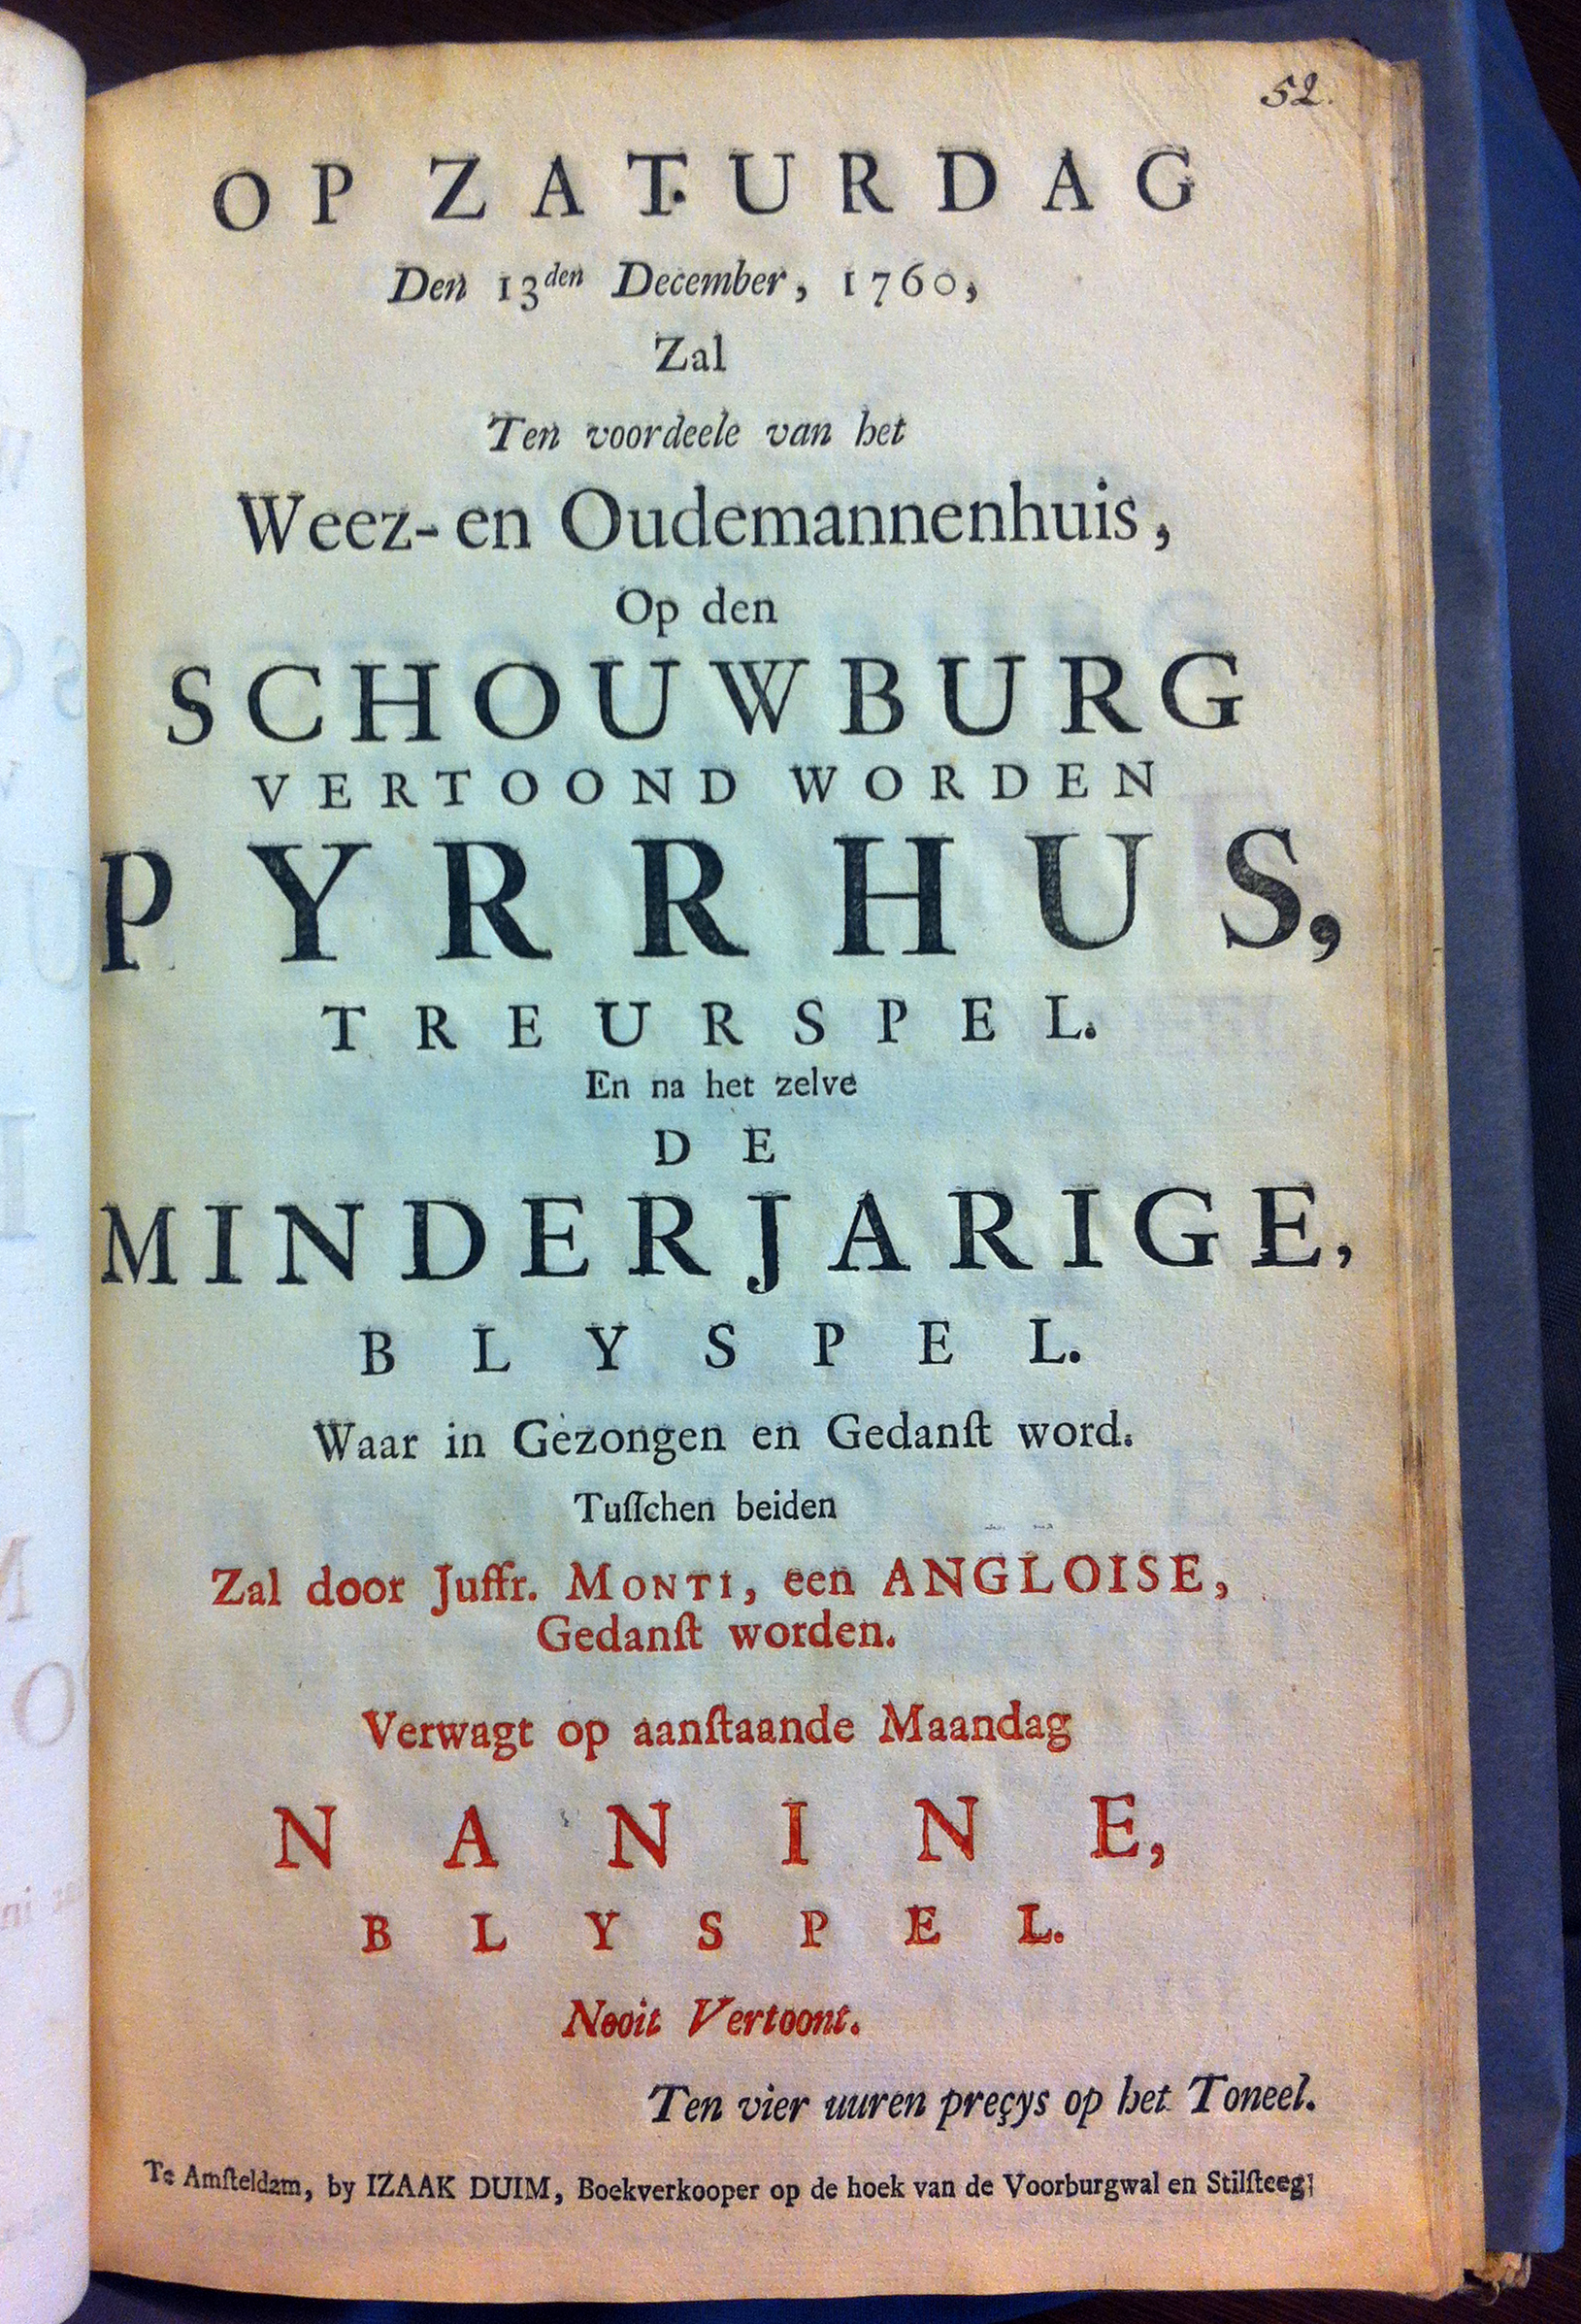 52.
OP ZATURDAG
Den 13den December, 1760,
Zal
Ten voordeele van het
Weez- en Oudemannenhuis,
Op den
SCHOUWBURG
VERTOOND WORDEN
PYRRHUS,
TREURSPEL.
En na het zelve
DE
MINDERJARIGE,
BLYSPEL.
Waar in Gezongen en Gedanſt word.
Tuſſchen beiden
Zal door Juffr. MONTI, een ANGLOISE,
Gedanſt worden.
Verwagt op aanſtaande Maandag
NANINE,
BLYSPEL.
Nooit Vertoont.
Ten vier uuren preçys op het Toneel.
Te Amſteldam, by IZAAK DUIM, Boekverkooper op de hoek van de Voorburgwal en Stilſteeg